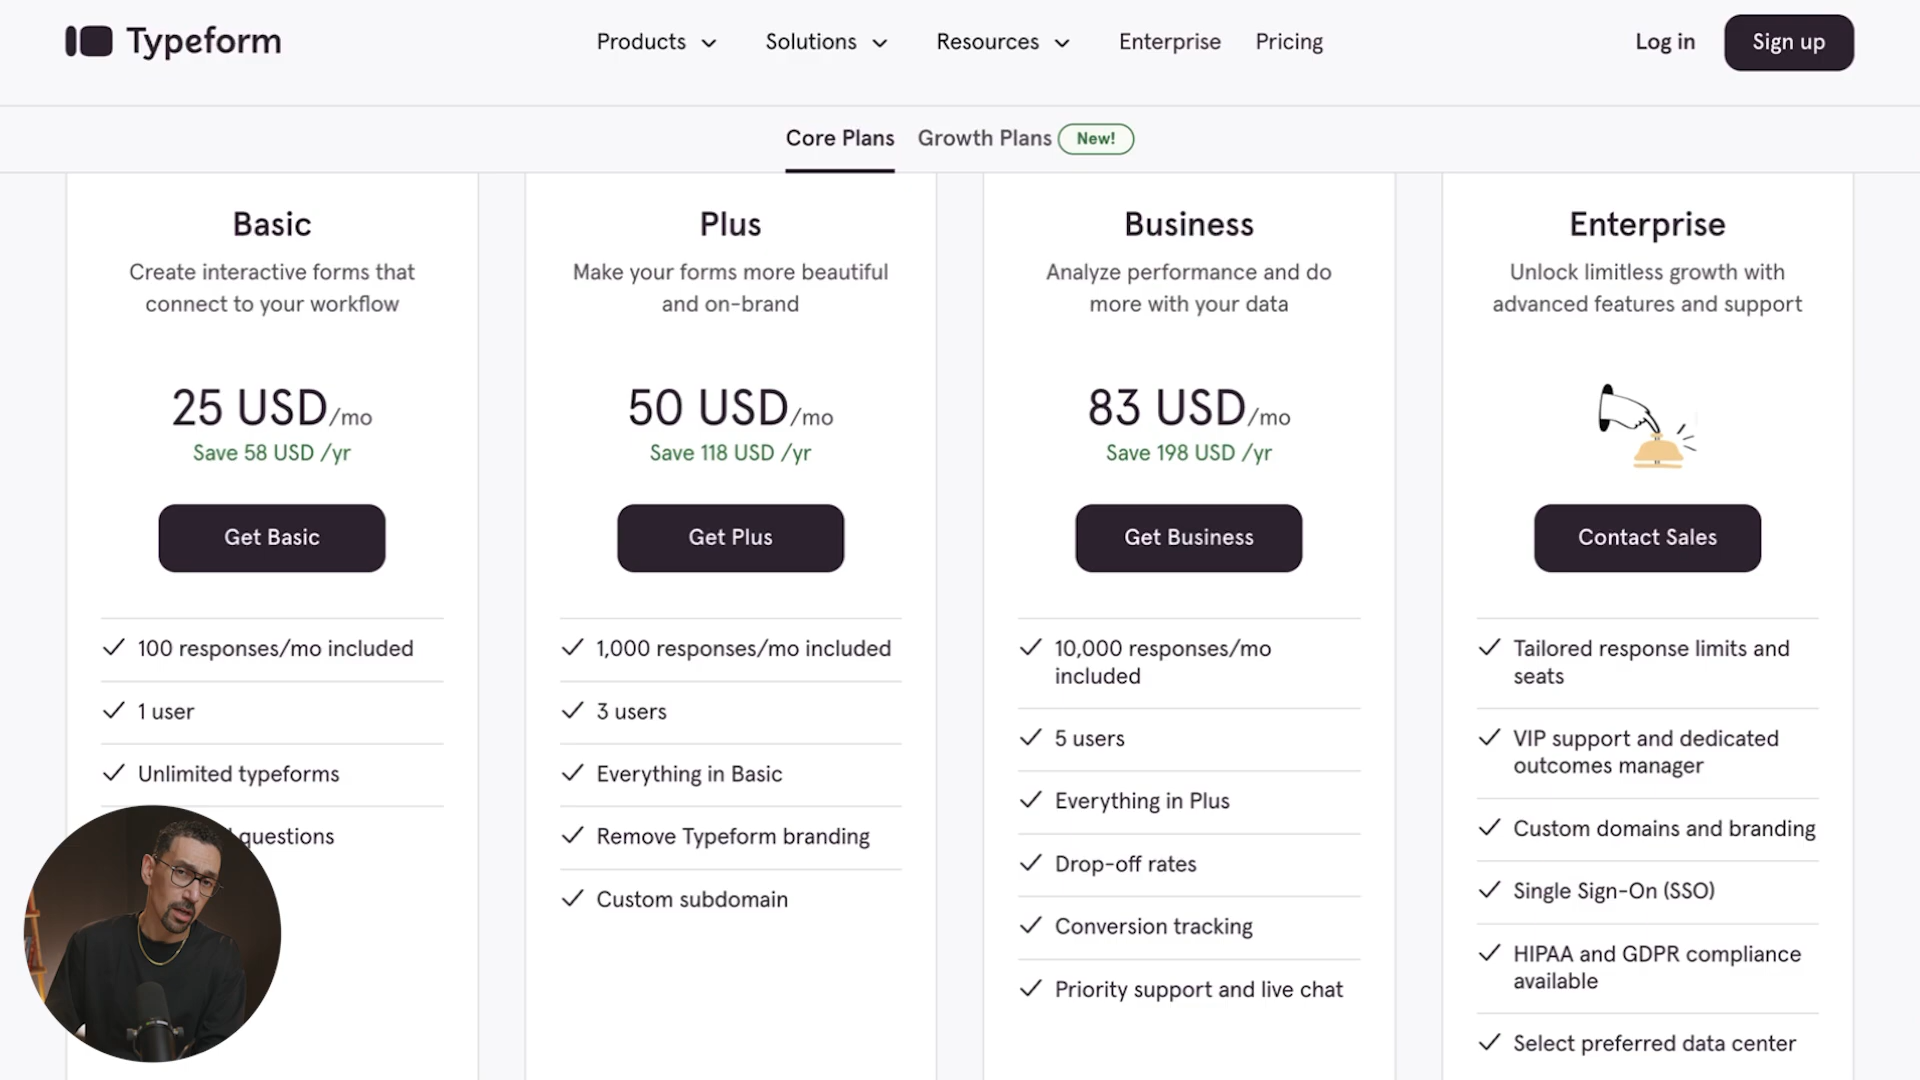 Typeform
Products
Solutions
Resources
Enterprise
Pricing
Log in
Sign up
Core Plans
Growth Plans
New!
Basic
Create interactive forms that
connect to your workflow
25 USD/mo
Save 58 USD /yr
Get Basic
100 responses/mo included
1 user
Unlimited typeforms
questions
Plus
Make your forms more beautiful
and on-brand
50 USD/mo
Save 118 USD /yr
Get Plus
1,000 responses/mo included
3 users
Everything in Basic
Remove Typeform branding
Custom subdomain
Business
Analyze performance and do
more with your data
83 USD/mo
Save 198 USD /yr
Get Business
10,000 responses/mo
included
5 users
Everything in Plus
Drop-off rates
Conversion tracking
Priority support and live chat
Enterprise
Unlock limitless growth with
advanced features and support
Contact Sales
Tailored response limits and
seats
VIP support and dedicated
outcomes manager
Custom domains and branding
Single Sign-On (SSO)
HIPAA and GDPR compliance
available
Select preferred data center